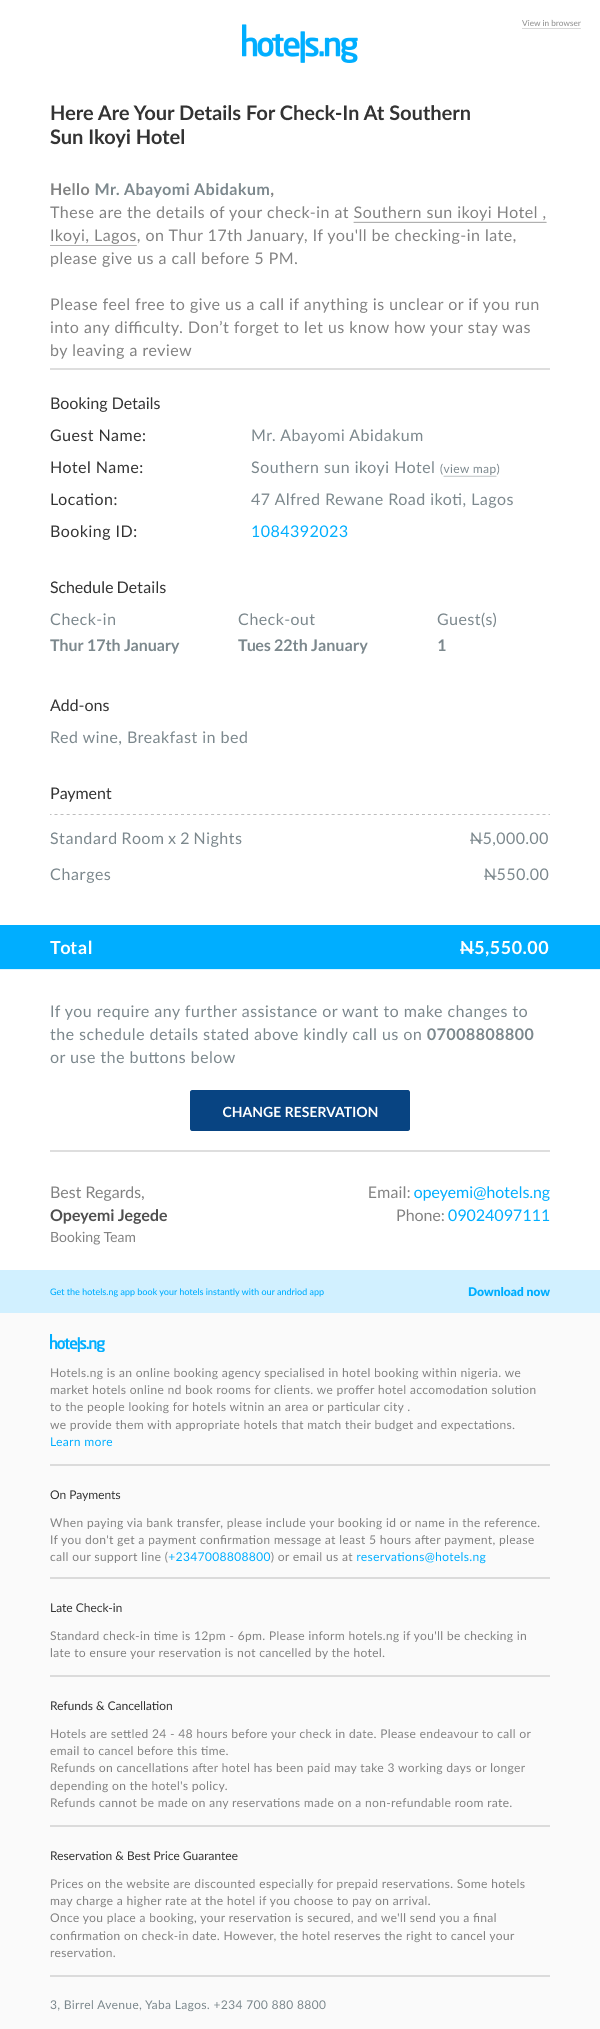 View in browser
hotels.ng
Here Are Your Details For Check-In At Southern
Sun Ikoyi Hotel
Hello Mr. Abayomi Abidakum,
These are the details of your check-in at Southern sun ikoyi Hotel ,
Ikoyi, Lagos, on Thur 17th January, If you'll be checking-in late,
please give us a call before 5 PM.
Please feel free to give us a call if anything is unclear or if you run
into any difficulty. Don’t forget to let us know how your stay was
by leaving a review
Booking Details
Guest Name: Mr. Abayomi Abidakum
Hotel Name: Southern sun ikoyi Hotel (view map)
Location: 47 Alfred Rewane Road ikoti, Lagos
Booking ID: 1084392023
Schedule Details
Check-in Check-out Guest(s)
Thur 17th January Tues 22th January 1
Add-ons
Red wine, Breakfast in bed
Payment
Standard Room x 2 Nights ₦5,000.00
Charges ₦550.00
Total ₦5,550.00
If you require any further assistance or want to make changes to
the schedule details stated above kindly call us on 07008808800
or use the buttons below
CHANGE RESERVATION
Best Regards, Email: opeyemi@hotels.ng
Opeyemi Jegede Phone: 09024097111
Booking Team
Get the hotels.ng app book your hotels instantly with our andriod app Download now
hotels.ng
Hotels.ng is an online booking agency specialised in hotel booking within nigeria. we
market hotels online nd book rooms for clients. we proffer hotel accomodation solution
to the people looking for hotels witnin an area or particular city .
we provide them with appropriate hotels that match their budget and expectations.
Learn more
On Payments
When paying via bank transfer, please include your booking id or name in the reference.
If you don't get a payment confirmation message at least 5 hours after payment, please
call our support line (+2347008808800) or email us at reservations@hotels.ng
Late Check-in
Standard check-in time is 12pm - 6pm. Please inform hotels.ng if you'll be checking in
late to ensure your reservation is not cancelled by the hotel.
Refunds & Cancellation
Hotels are settled 24 - 48 hours before your check in date. Please endeavour to call or
email to cancel before this time.
Refunds on cancellations after hotel has been paid may take 3 working days or longer
depending on the hotel's policy.
Refunds cannot be made on any reservations made on a non-refundable room rate.
Reservation & Best Price Guarantee
Prices on the website are discounted especially for prepaid reservations. Some hotels
may charge a higher rate at the hotel if you choose to pay on arrival.
Once you place a booking, your reservation is secured, and we'll send you a final
confirmation on check-in date. However, the hotel reserves the right to cancel your
reservation.
3, Birrel Avenue, Yaba Lagos. +234 700 880 8800